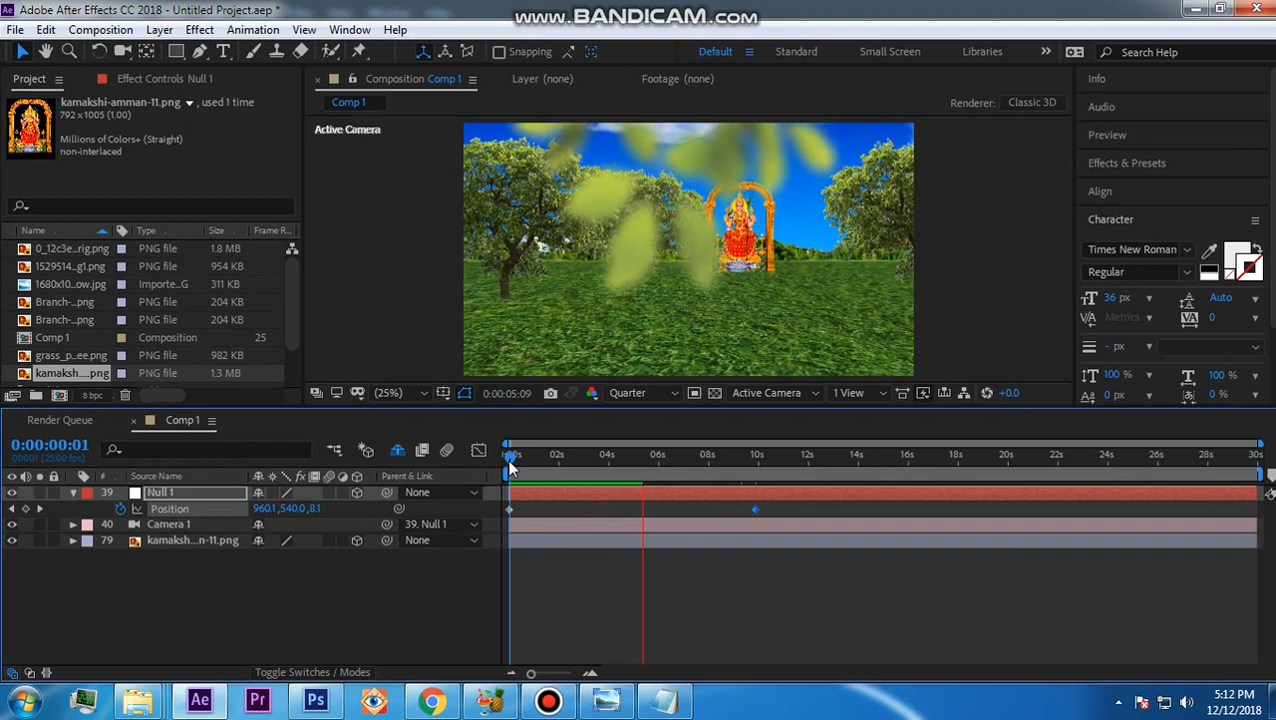 Adobe After Effects CC 2018 - Untitled Project.aep *
www.BANDICAM.com
File Edit Composition Layer Effect Animation View Window Help
Snapping
Default Standard Small Screen Libraries Search Help
Project Effect Controls Null 1
kamakshi-amman-11.png , used 1 time
792 x 1005 (1.00)
Millions of Colors+ (Straight)
non-interlaced
Name Type Size Frame R...
0_12c3e...rig.png PNG file 1.8 MB
1529514..._g1.png PNG file 954 KB
1680x10...ow.jpg Importe...G 311 KB
Branch-...png PNG file 204 KB
Branch-...png PNG file 204 KB
Comp 1 Composition 25
grass_p...ee.png PNG file 982 KB
kamaksh....png PNG file 1.3 MB
8 bpc
Composition Comp 1 Layer (none) Footage (none)
Comp 1 Renderer: Classic 3D
Active Camera
(25%) 0:00:05:09 Quarter Active Camera 1 View +0.0
Info
Audio
Preview
Effects & Presets
Align
Character
Times New Roman
Regular
36 px Auto
Metrics 0
- px
100 % 100 %
0 px 0 %
Render Queue Comp 1
0:00:00:01
00001 (25.00 fps)
02s 04s 06s 08s 10s 12s 14s 16s 18s 20s 22s 24s 26s 28s 30s
# Source Name Parent & Link
39 Null 1 None
Position 960.1,540.0,8.1
40 Camera 1 39. Null 1
79 kamaksh...n-11.png None
Toggle Switches / Modes
Ae Pr Ps
5:12 PM
12/12/2018